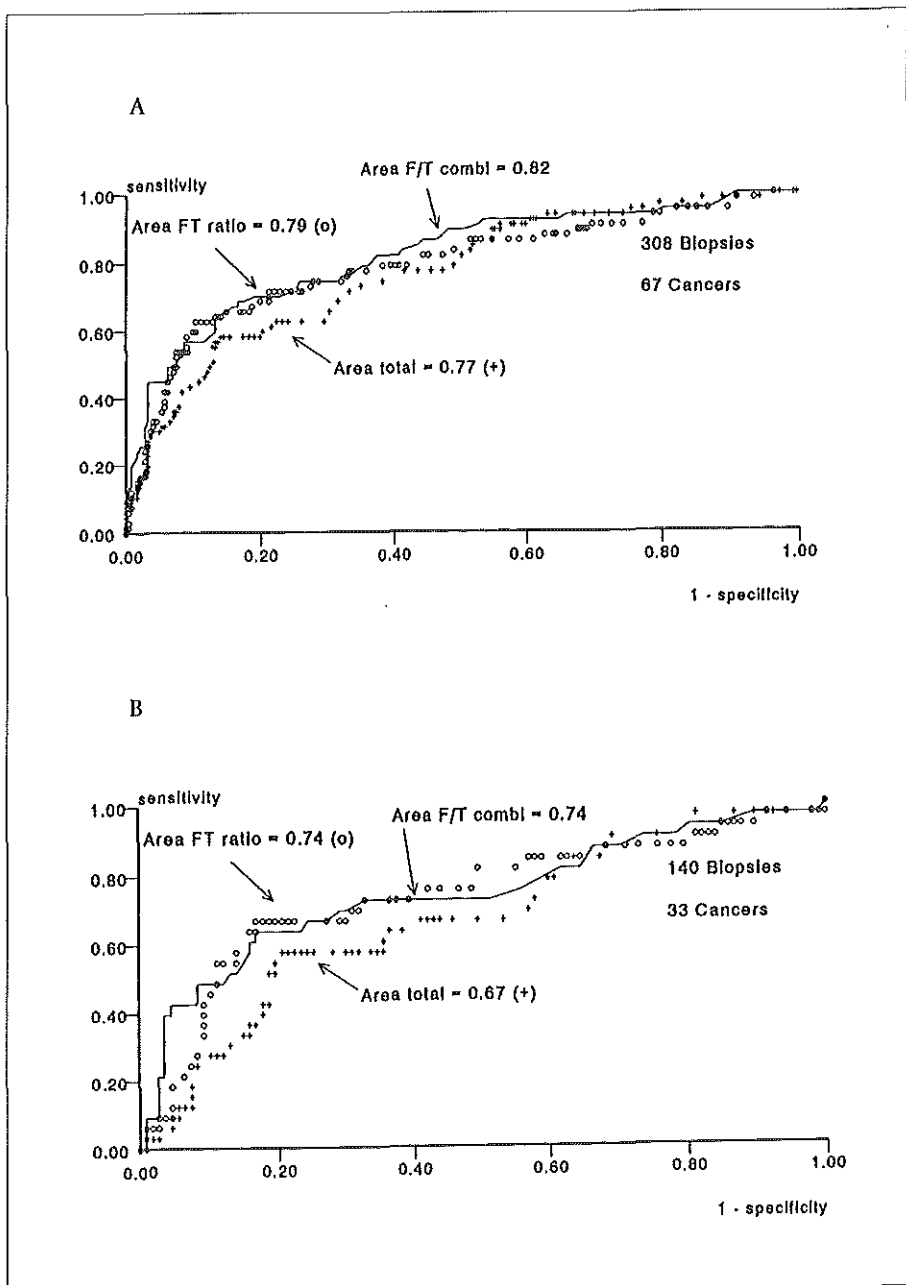 A
sensitivity
Area F/T combi = 0.82
Area FT ratio = 0.79 (o)
308 Biopsies
67 Cancers
Area total = 0.77 (+)
1.00
0.80
0.60
0.40
0.20
0.00
0.00 0.20 0.40 0.60 0.80 1.00
1 - specificity
B
sensitivity
Area F/T combi = 0.74
Area FT ratio = 0.74 (o)
140 Biopsies
33 Cancers
Area total = 0.67 (+)
1.00
0.80
0.60
0.40
0.20
0.00
0.00 0.20 0.40 0.60 0.80 1.00
1 - specificity